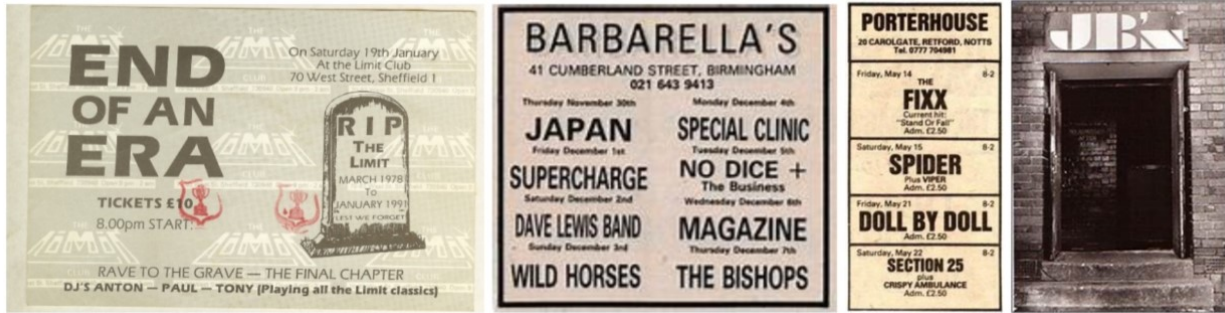 END
OF AN
ERA
On Saturday 19th January
At the Limit Club
70 West Street, Sheffield 1
TICKETS £10
8.00pm START:
R I P
THE
LIMIT
MARCH 1978
To
JANUARY 1991
LEST WE FORGET
RAVE TO THE GRAVE — THE FINAL CHAPTER
DJ'S ANTON — PAUL — TONY (Playing all the Limit classics)
BARBARELLA'S
41 CUMBERLAND STREET, BIRMINGHAM
021 643 9413
Thursday November 30th
JAPAN
Friday December 1st
SUPERCHARGE
Saturday December 2nd
DAVE LEWIS BAND
Sunday December 3rd
WILD HORSES
Monday December 4th
SPECIAL CLINIC
Tuesday December 5th
NO DICE +
The Business
Wednesday December 6th
MAGAZINE
Thursday December 7th
THE BISHOPS
PORTERHOUSE
20 CAROLGATE, RETFORD, NOTTS
Tel. 0777 704981
Friday, May 14 8-2
THE
FIXX
Current hit:
"Stand Or Fall"
Adm. £2.50
Saturday, May 15 8-2
SPIDER
Plus VIPER
Adm. £2.50
Friday, May 21 8-2
DOLL BY DOLL
Adm. £2.50
Saturday, May 22 8-2
SECTION 25
plus
CRISPY AMBULANCE
Adm. £2.50
JB's